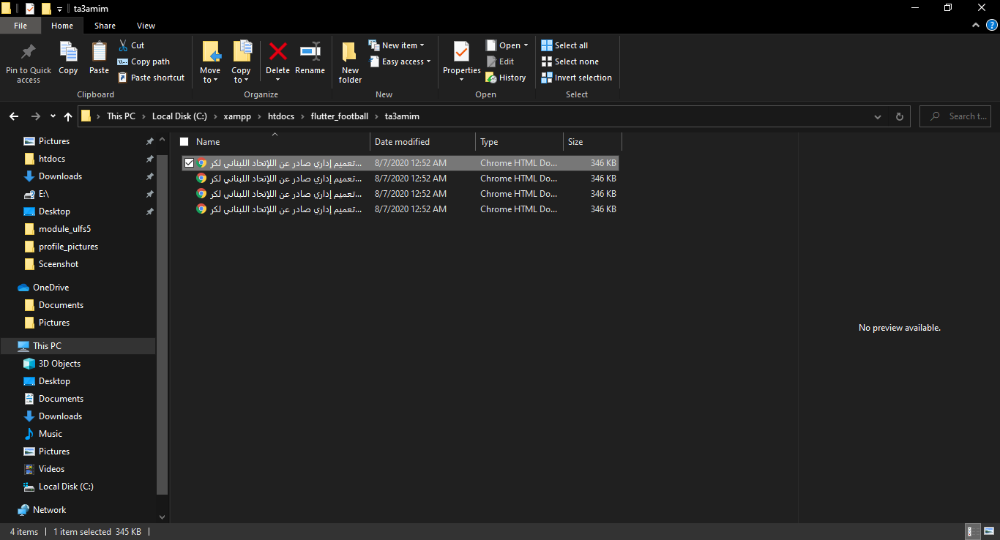 ta3amim
File Home Share View
Pin to Quick access
Copy
Paste
Cut
Copy path
Paste shortcut
Clipboard
Move to
Copy to
Delete
Rename
Organize
New folder
New item
Easy access
New
Properties
Open
Edit
History
Open
Select all
Select none
Invert selection
Select
This PC > Local Disk (C:) > xampp > htdocs > flutter_football > ta3amim
Search t...
Pictures
htdocs
Downloads
E:\
Desktop
module_ulfs5
profile_pictures
Sceenshot
OneDrive
Documents
Pictures
This PC
3D Objects
Desktop
Documents
Downloads
Music
Pictures
Videos
Local Disk (C:)
Network
Name Date modified Type Size
تعميم إداري صادر عن اللإتحاد اللبناني لكر... 8/7/2020 12:52 AM Chrome HTML Do... 346 KB
تعميم إداري صادر عن اللإتحاد اللبناني لكر... 8/7/2020 12:52 AM Chrome HTML Do... 346 KB
تعميم إداري صادر عن اللإتحاد اللبناني لكر... 8/7/2020 12:52 AM Chrome HTML Do... 346 KB
تعميم إداري صادر عن اللإتحاد اللبناني لكر... 8/7/2020 12:52 AM Chrome HTML Do... 346 KB
No preview available.
4 items 1 item selected 345 KB